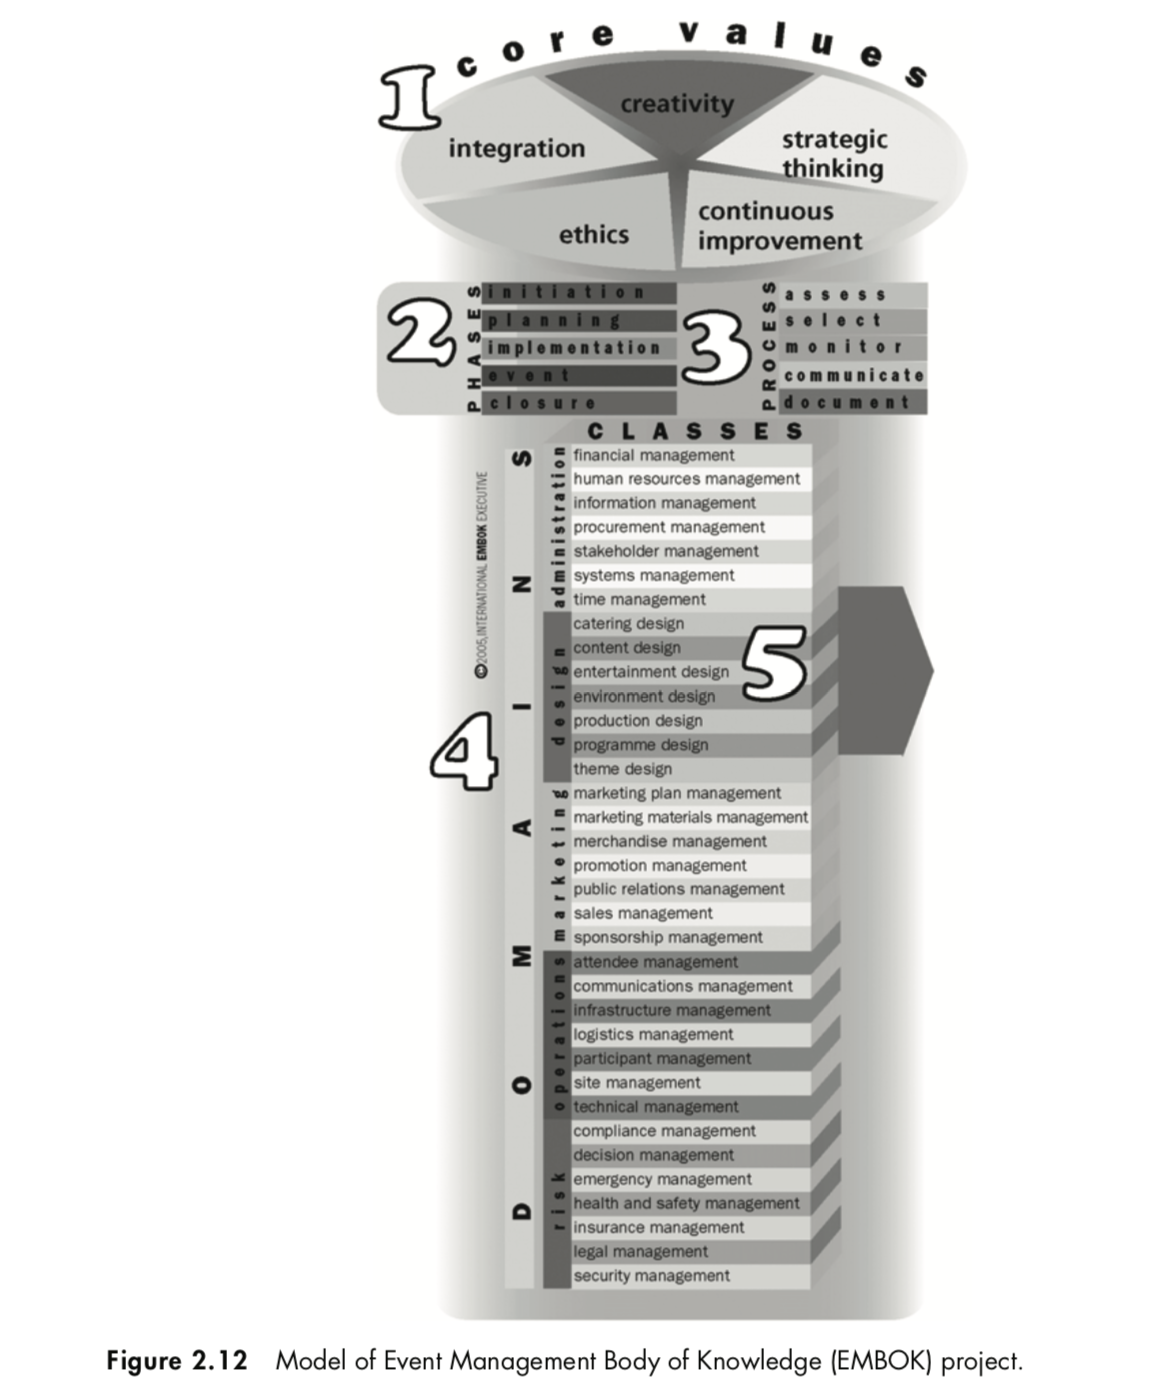 core values
1
creativity
integration
strategic
thinking
ethics
continuous
improvement
2
PHASES
initiation
planning
implementation
event
closure
3
PROCESS
assess
select
monitor
communicate
document
CLASSES
DOMAINS
©2005,INTERNATIONAL EMBOK EXECUTIVE
4
5
administration
financial management
human resources management
information management
procurement management
stakeholder management
systems management
time management
design
catering design
content design
entertainment design
environment design
production design
programme design
theme design
marketing
marketing plan management
marketing materials management
merchandise management
promotion management
public relations management
sales management
sponsorship management
operations
attendee management
communications management
infrastructure management
logistics management
participant management
site management
technical management
risk
compliance management
decision management
emergency management
health and safety management
insurance management
legal management
security management
Figure 2.12 Model of Event Management Body of Knowledge (EMBOK) project.